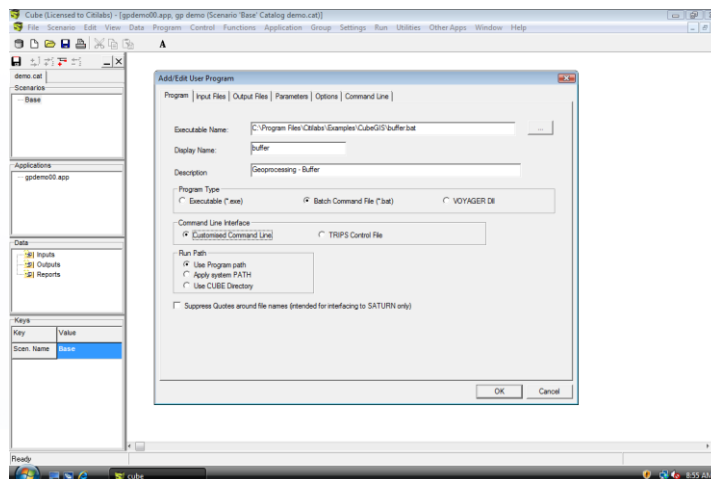 Cube (Licensed to Citilabs) - [gpdemo00.app, gp demo (Scenario 'Base' Catalog demo.cat)]
File Scenario Edit View Data Program Control Functions Application Group Settings Run Utilities Other Apps Window Help
A
demo.cat
Scenarios
Base
Applications
gpdemo00.app
Data
Inputs
Outputs
Reports
Keys
Key Value
Scen. Name Base
Add/Edit User Program
Program Input Files Output Files Parameters Options Command Line
Executable Name: C:\Program Files\Citilabs\Examples\CubeGIS\buffer.bat ...
Display Name: buffer
Description Geoprocessing - Buffer
Program Type
Executable (*.exe) Batch Command File (*.bat) VOYAGER Dll
Command Line Interface
Customised Command Line TRIPS Control File
Run Path
Use Program path
Apply system PATH
Use CUBE Directory
Suppress Quotes around file names (intended for interfacing to SATURN only)
OK Cancel
Ready
cube 8:55 AM